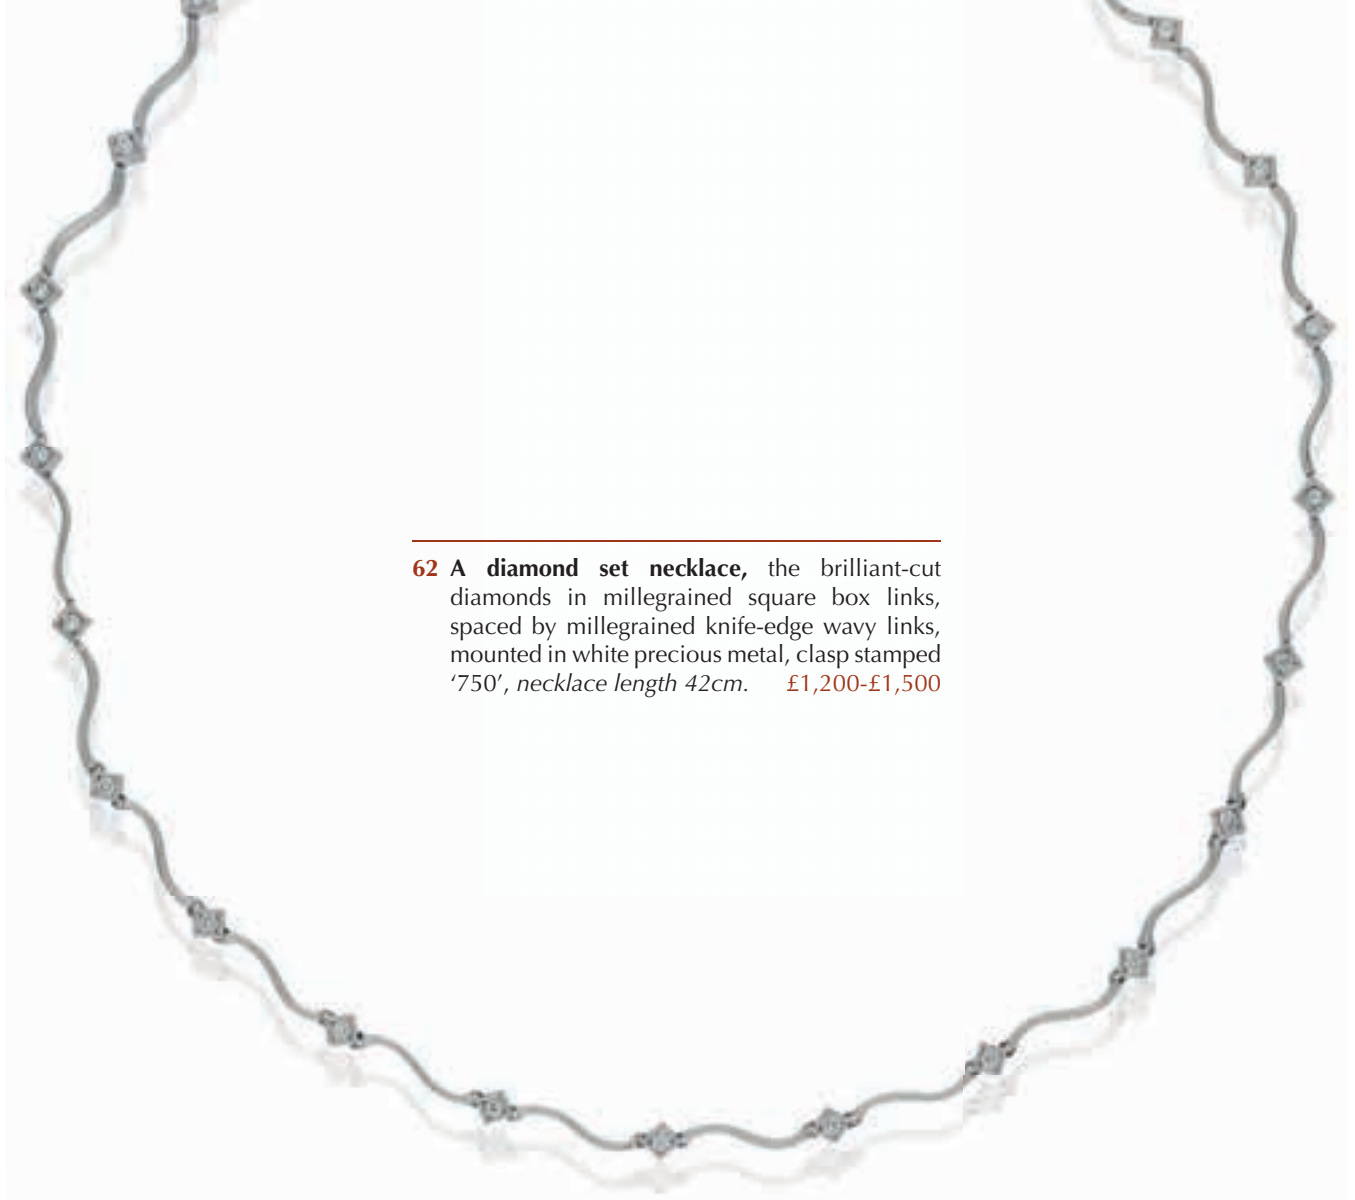 62 A diamond set necklace, the brilliant-cut
diamonds in millegrained square box links,
spaced by millegrained knife-edge wavy links,
mounted in white precious metal, clasp stamped
‘750’, necklace length 42cm. £1,200-£1,500